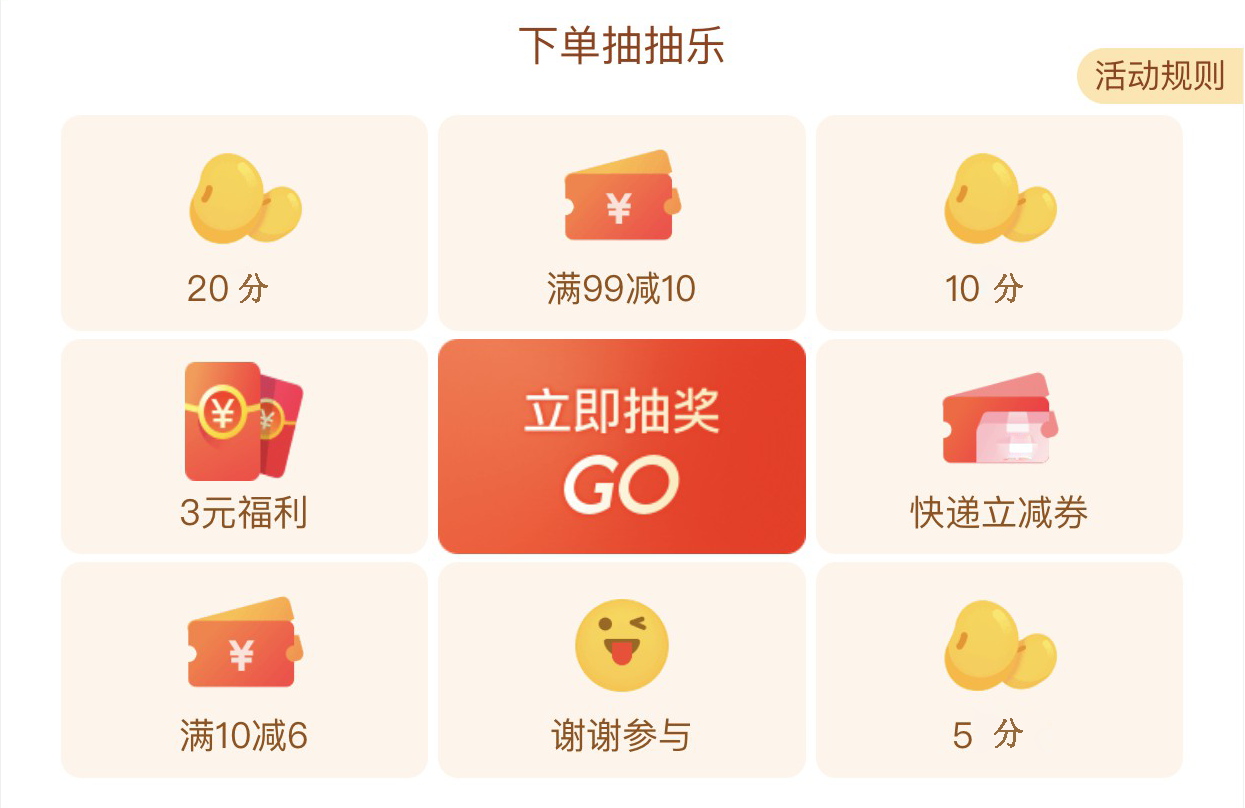 下单抽抽乐
活动规则
20 分
满99减10
10 分
¥
3元福利
¥ ¥
立即抽奖
GO
快递立减券
满10减6
¥
谢谢参与
5 分